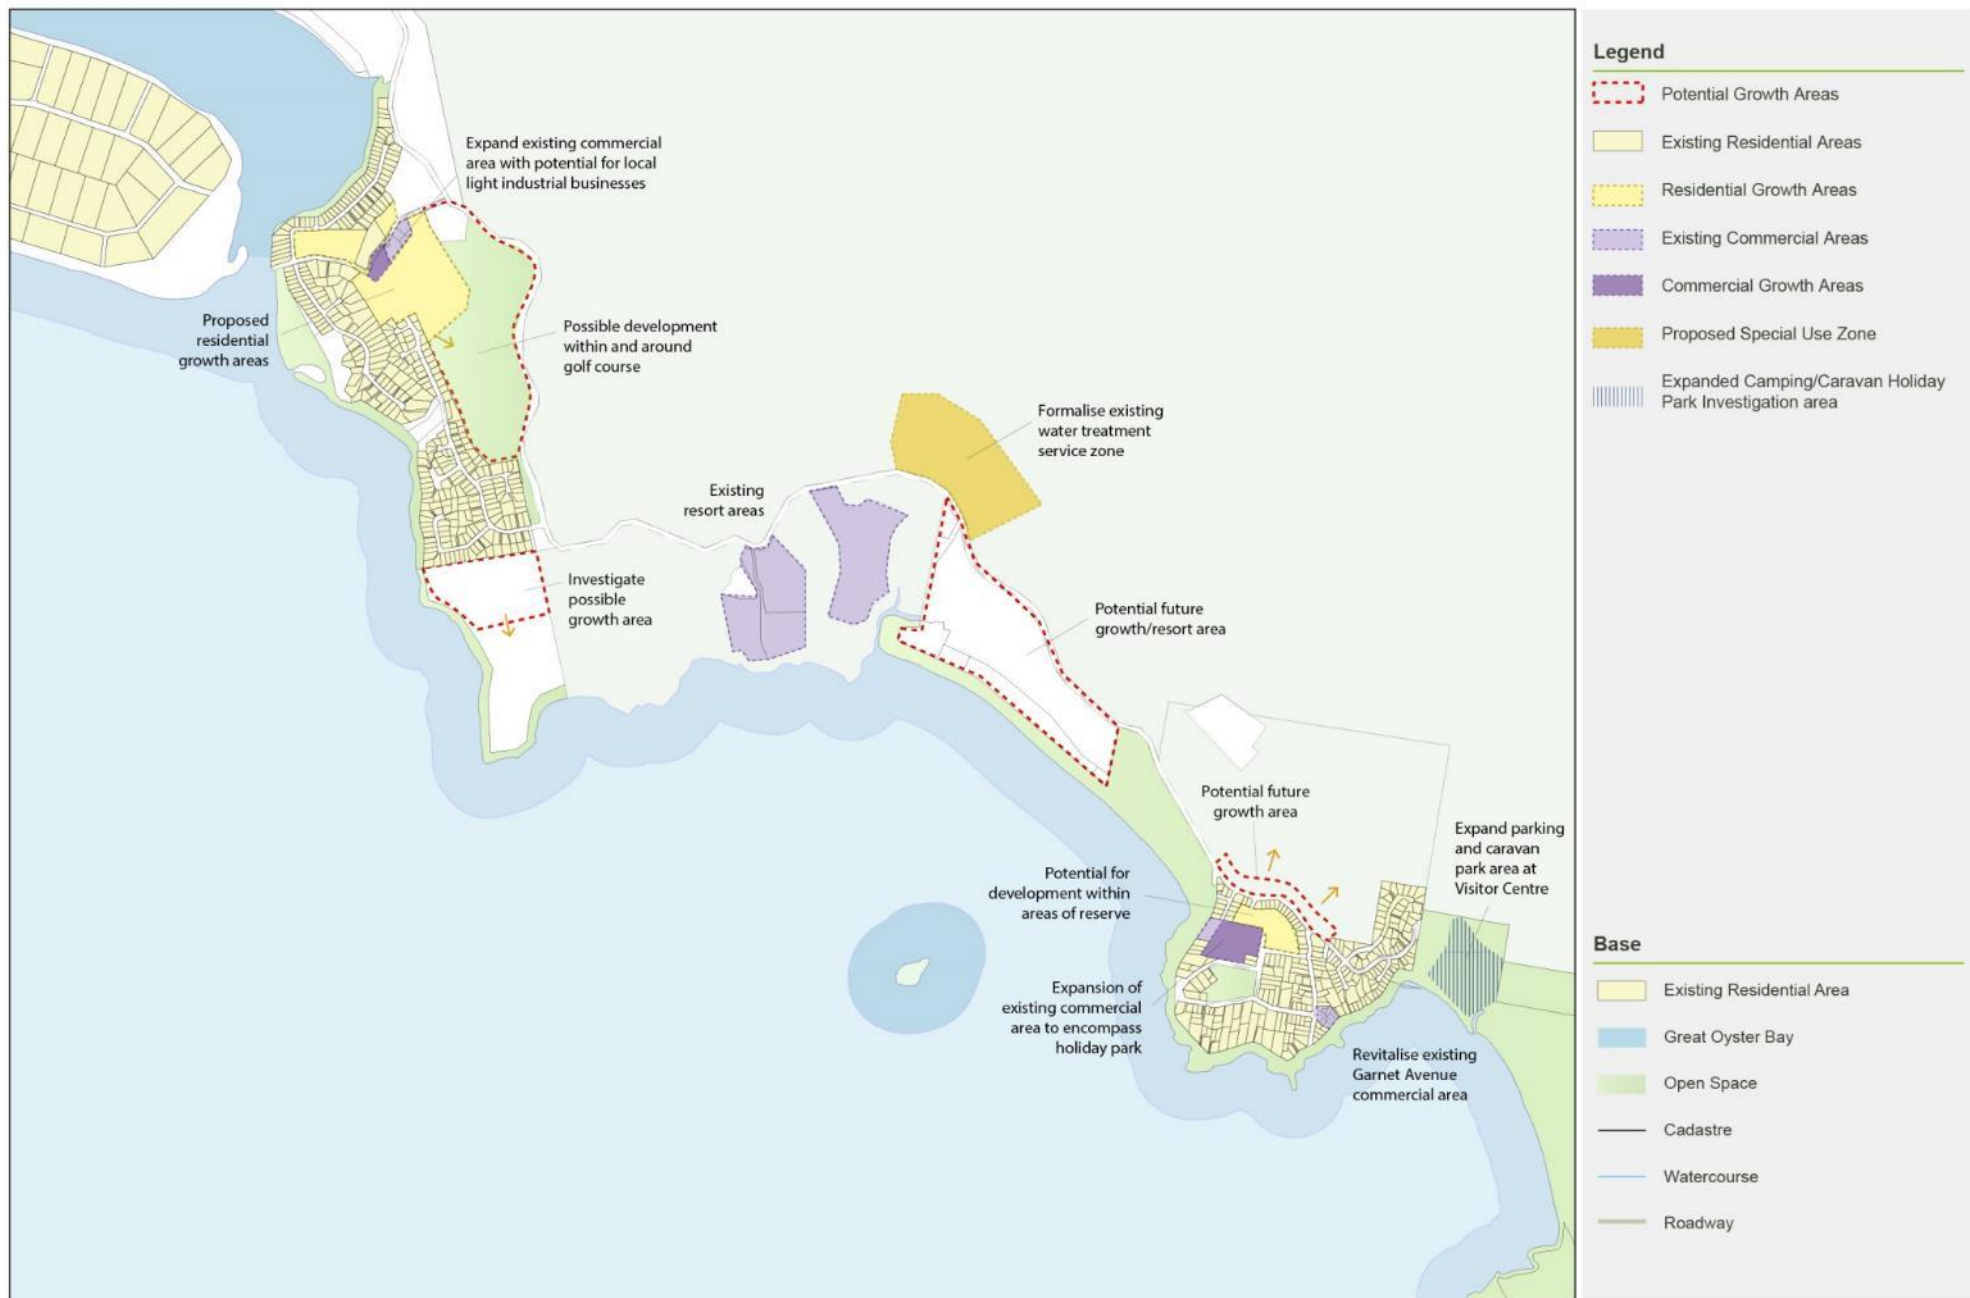 Expand existing commercial
area with potential for local
light industrial businesses
Proposed
residential
growth areas
Possible development
within and around
golf course
Formalise existing
water treatment
service zone
Existing
resort areas
Investigate
possible
growth area
Potential future
growth/resort area
Potential future
growth area
Expand parking
and caravan
park area at
Visitor Centre
Potential for
development within
areas of reserve
Expansion of
existing commercial
area to encompass
holiday park
Revitalise existing
Garnet Avenue
commercial area
Legend
Potential Growth Areas
Existing Residential Areas
Residential Growth Areas
Existing Commercial Areas
Commercial Growth Areas
Proposed Special Use Zone
Expanded Camping/Caravan Holiday
Park Investigation area
Base
Existing Residential Area
Great Oyster Bay
Open Space
Cadastre
Watercourse
Roadway